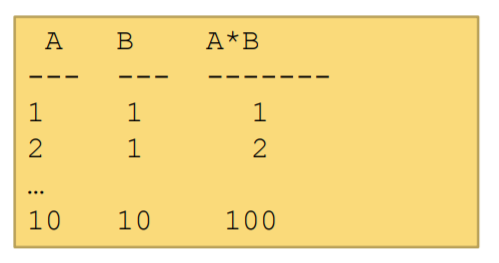 A B A*B
--- --- -------
1 1 1
2 1 2
…
10 10 100